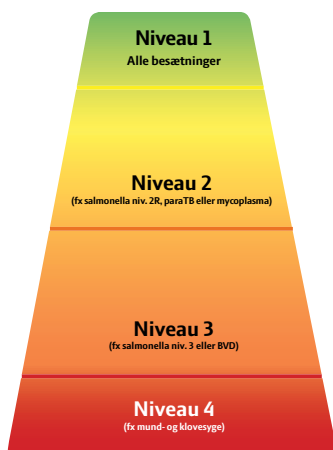 Niveau 1
Alle besætninger
Niveau 2
(fx salmonella niv. 2R, paraTB eller mycoplasma)
Niveau 3
(fx salmonella niv. 3 eller BVD)
Niveau 4
(fx mund- og klovesyge)